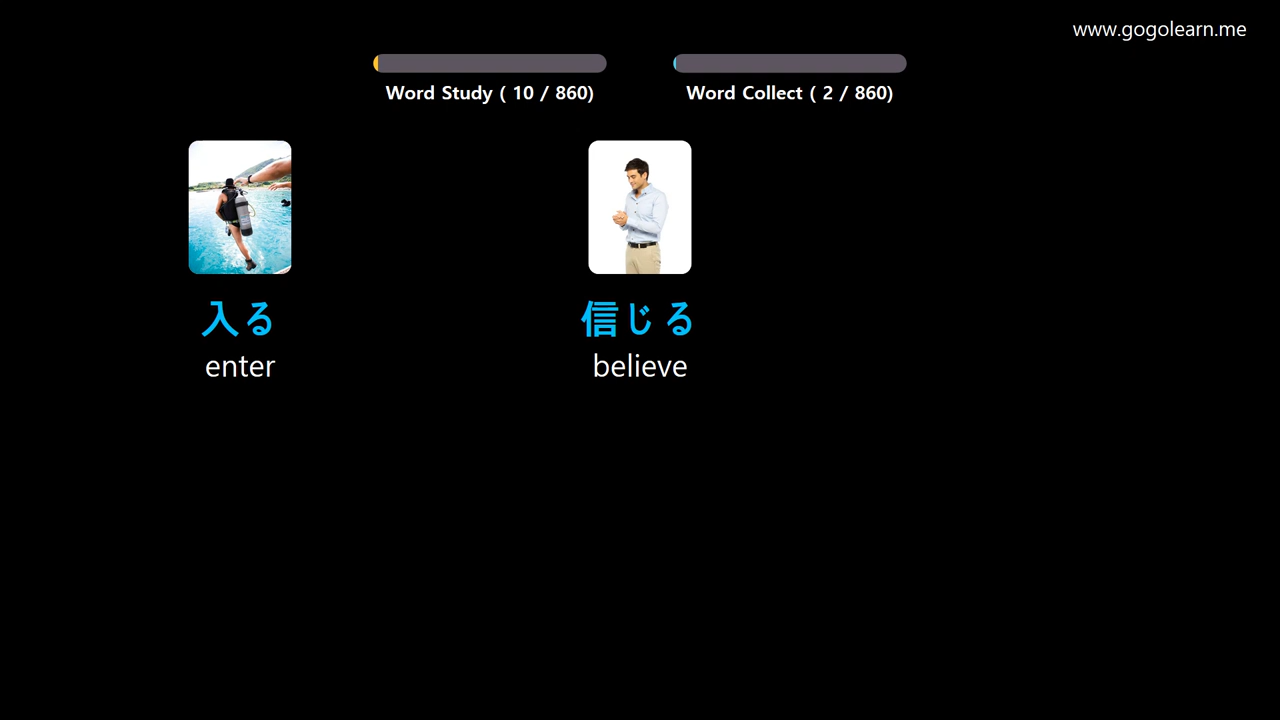 www.gogolearn.me
Word Study ( 10 / 860)
Word Collect ( 2 / 860)
入る
enter
信じる
believe